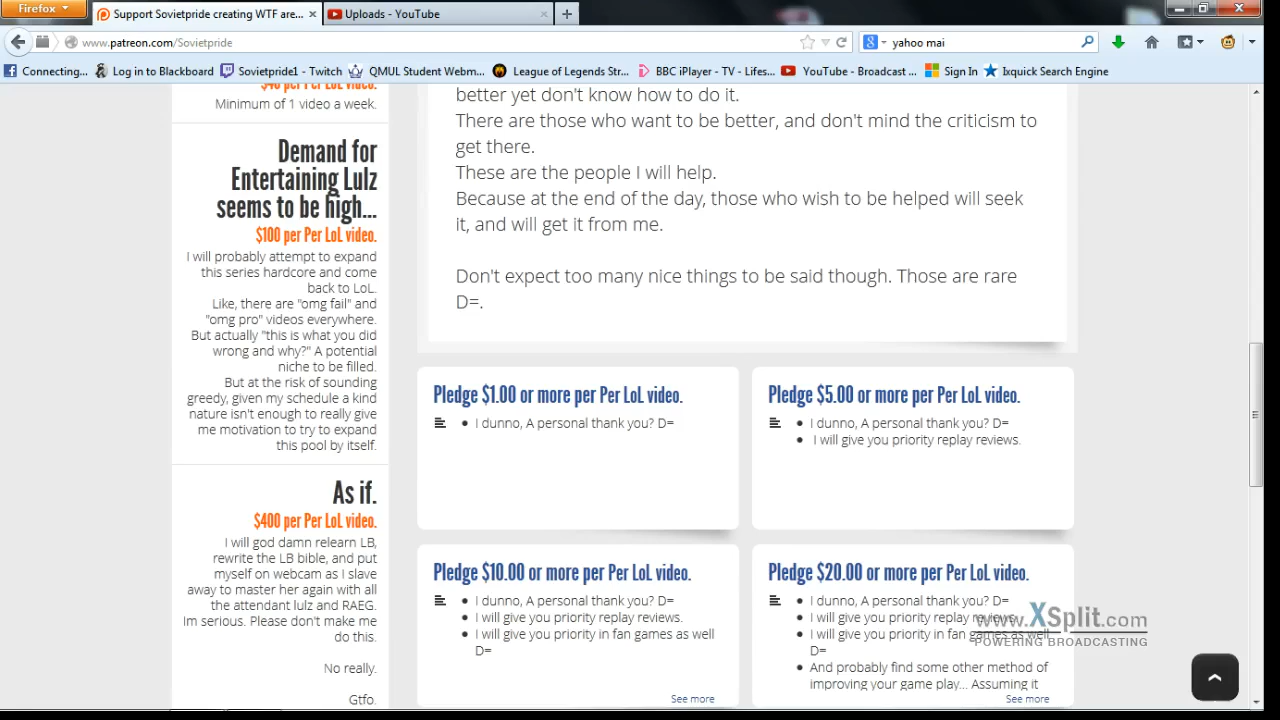 Firefox
Support Sovietpride creating WTF are...
Uploads - YouTube
www.patreon.com/Sovietpride
yahoo mai
Connecting...
Log in to Blackboard
Sovietpride1 - Twitch
QMUL Student Webm...
League of Legends Stra...
BBC iPlayer - TV - Lifes...
YouTube - Broadcast ...
Sign In
Ixquick Search Engine
$40 per Per LoL video.
Minimum of 1 video a week.
Demand for
Entertaining Lulz
seems to be high...
$100 per Per LoL video.
I will probably attempt to expand
this series hardcore and come
back to LoL.
Like, there are "omg fail" and
"omg pro" videos everywhere.
But actually "this is what you did
wrong and why?" A potential
niche to be filled.
But at the risk of sounding
greedy, given my schedule a kind
nature isn't enough to really give
me motivation to try to expand
this pool by itself.
As if.
$400 per Per LoL video.
I will god damn relearn LB,
rewrite the LB bible, and put
myself on webcam as I slave
away to master her again with all
the attendant lulz and RAEG.
Im serious. Please don't make me
do this.
No really.
Gtfo.
better yet don't know how to do it.
There are those who want to be better, and don't mind the criticism to
get there.
These are the people I will help.
Because at the end of the day, those who wish to be helped will seek
it, and will get it from me.
Don't expect too many nice things to be said though. Those are rare
D=.
Pledge $1.00 or more per Per LoL video.
I dunno, A personal thank you? D=
Pledge $5.00 or more per Per LoL video.
I dunno, A personal thank you? D=
I will give you priority replay reviews.
Pledge $10.00 or more per Per LoL video.
I dunno, A personal thank you? D=
I will give you priority replay reviews.
I will give you priority in fan games as well
D=
See more
Pledge $20.00 or more per Per LoL video.
I dunno, A personal thank you? D=
I will give you priority replay reviews.
I will give you priority in fan games as well
D=
And probably find some other method of
improving your game play... Assuming it
See more
www.XSplit.com
POWERING BROADCASTING